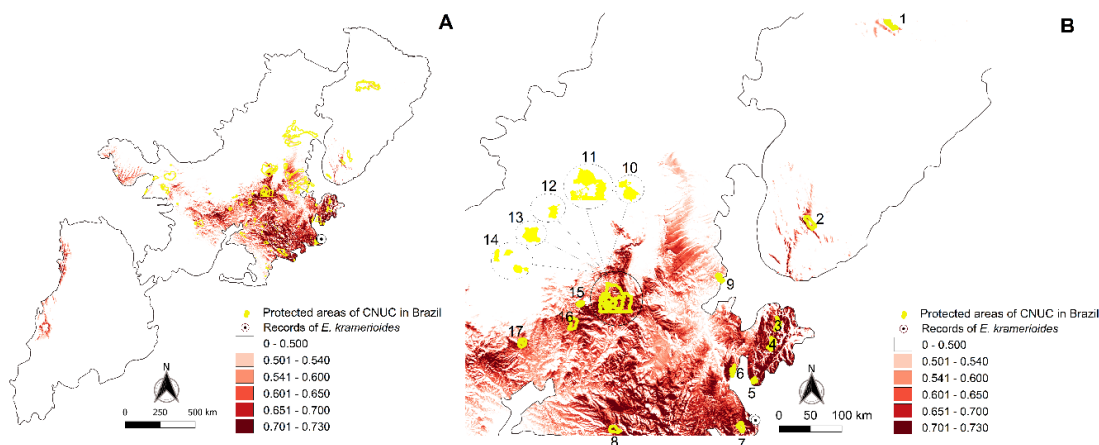 A
Protected areas of CNUC in Brazil
Records of E. kramerioides
0 - 0.500
0.501 - 0.540
0.541 - 0.600
0.601 - 0.650
0.651 - 0.700
0.701 - 0.730
N
0 250 500 km
B
1
2
3
4
5
6
7
8
9
10
11
12
13
14
15
16
17
Protected areas of CNUC in Brazil
Records of E. kramerioides
0 - 0.500
0.501 - 0.540
0.541 - 0.600
0.601 - 0.650
0.651 - 0.700
0.701 - 0.730
N
0 50 100 km